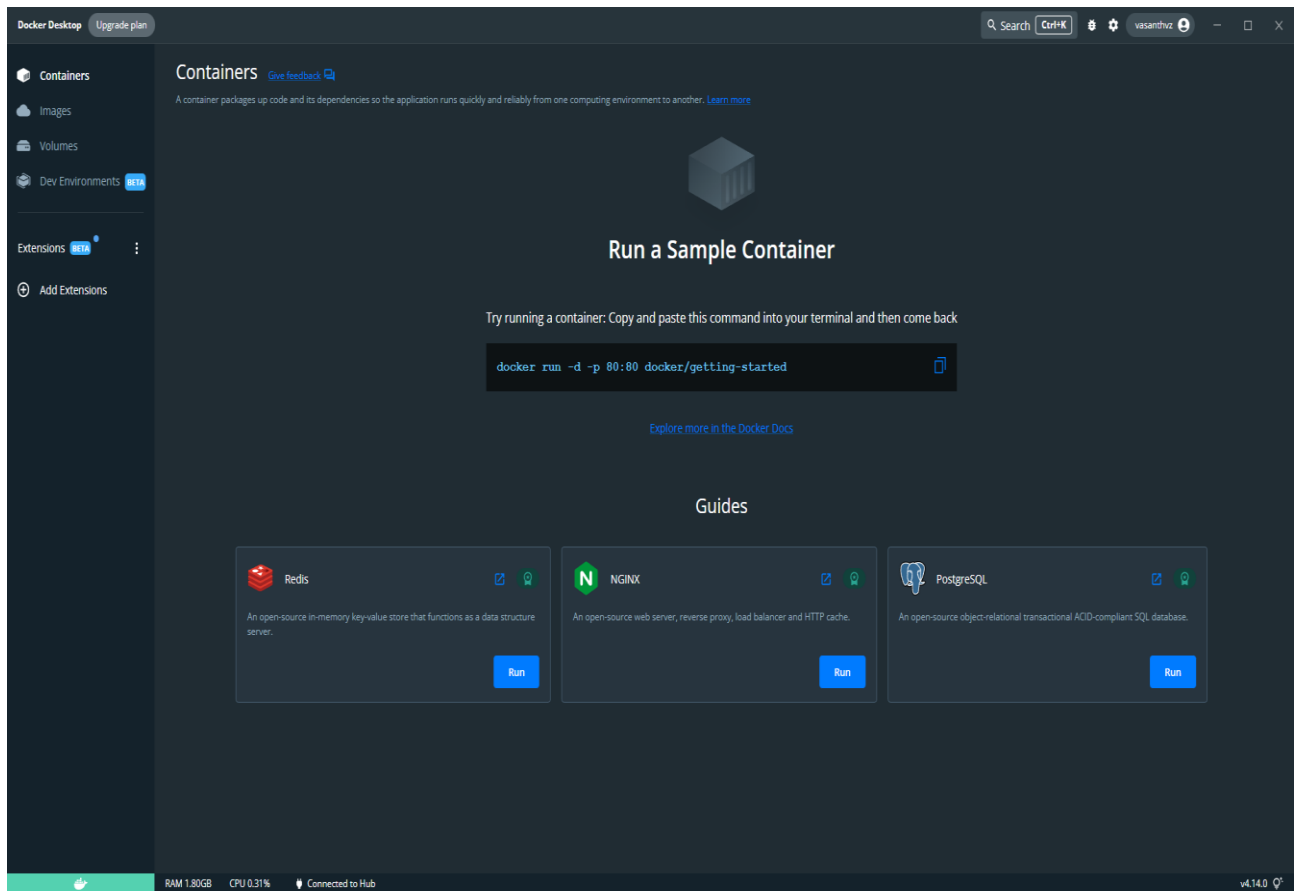 Docker Desktop Upgrade plan Search Ctrl+K vasanthvz
Containers
Images
Volumes
Dev Environments BETA
Extensions BETA
Add Extensions
Containers Give feedback
A container packages up code and its dependencies so the application runs quickly and reliably from one computing environment to another. Learn more
Run a Sample Container
Try running a container: Copy and paste this command into your terminal and then come back
docker run -d -p 80:80 docker/getting-started
Explore more in the Docker Docs
Guides
Redis
An open-source in-memory key-value store that functions as a data structure
server.
Run
NGINX
An open-source web server, reverse proxy, load balancer and HTTP cache.
Run
PostgreSQL
An open-source object-relational transactional ACID-compliant SQL database.
Run
RAM 1.80GB CPU 0.31% Connected to Hub v4.14.0